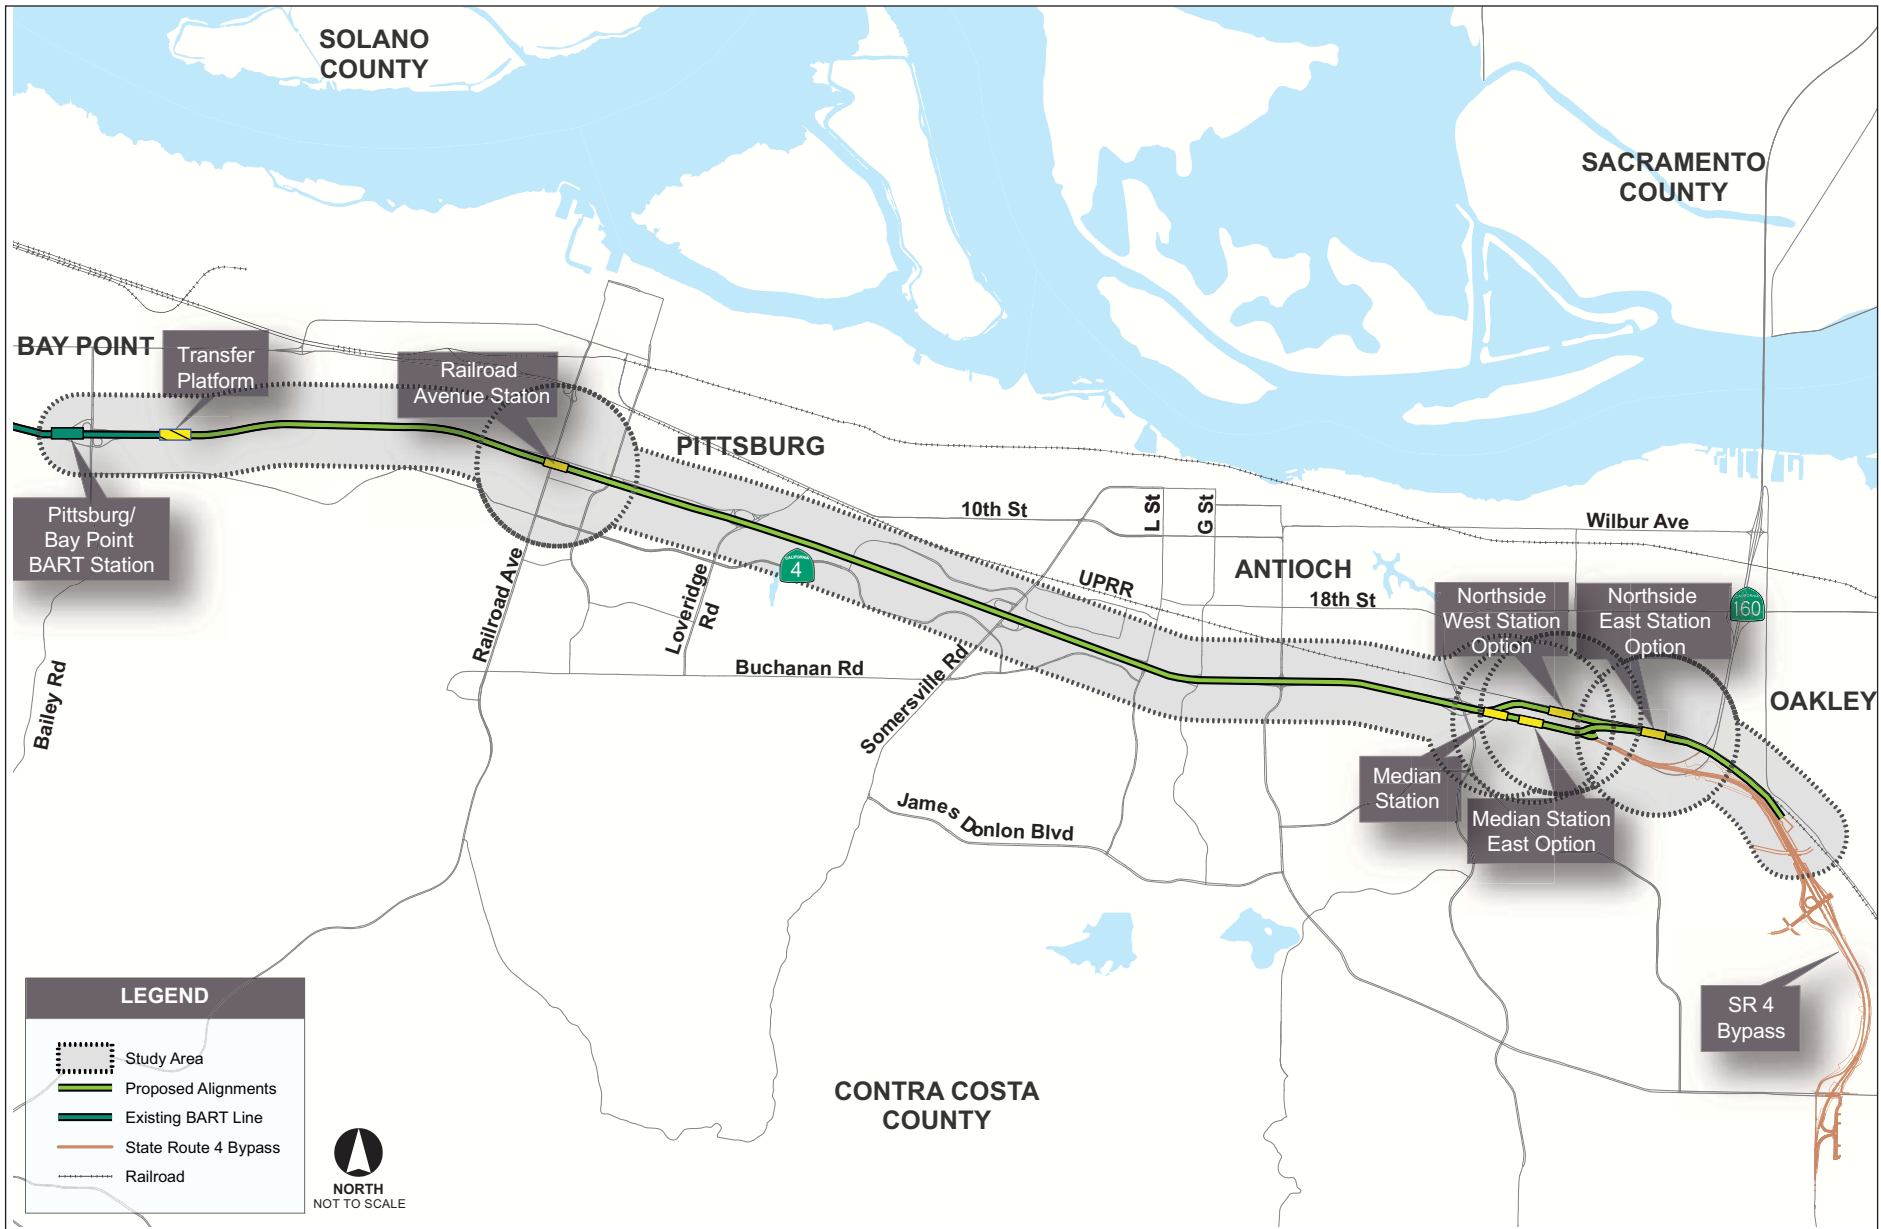 SOLANO
COUNTY
SACRAMENTO
COUNTY
BAY POINT
Transfer
Platform
Railroad
Avenue Staton
PITTSBURG
Pittsburg/
Bay Point
BART Station
10th St
L St
G St
Wilbur Ave
CALIFORNIA
4
UPRR
ANTIOCH
18th St
Northside
West Station
Option
Northside
East Station
Option
CALIFORNIA
160
Railroad Ave
Loveridge
Rd
Buchanan Rd
Somersville Rd
Bailey Rd
OAKLEY
Median
Station
Median Station
East Option
James Donlon Blvd
SR 4
Bypass
CONTRA COSTA
COUNTY
LEGEND
Study Area
Proposed Alignments
Existing BART Line
State Route 4 Bypass
Railroad
NORTH
NOT TO SCALE